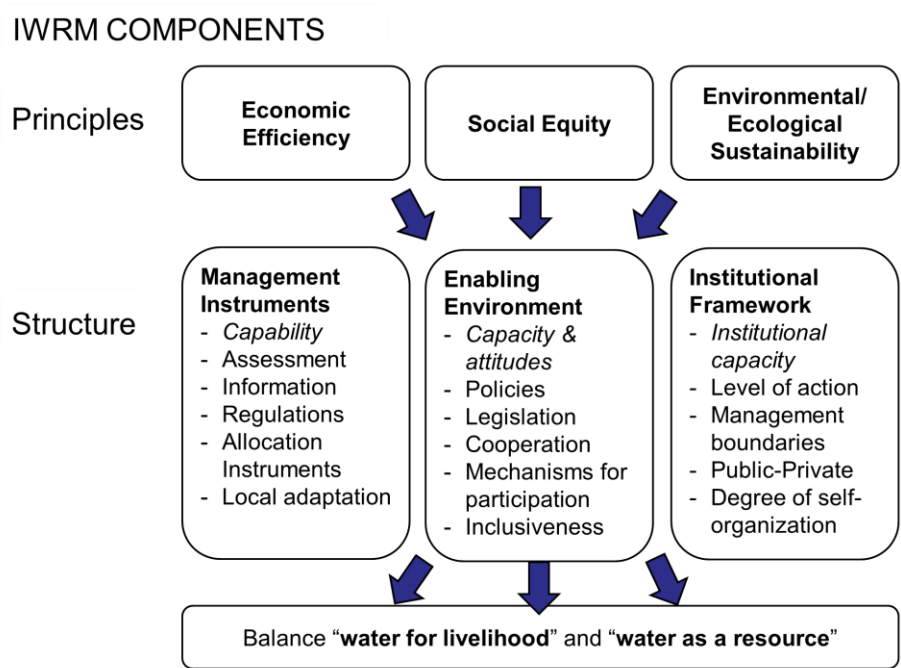 IWRM COMPONENTS
Principles
Economic
Efficiency
Social Equity
Environmental/
Ecological
Sustainability
Structure
Management
Instruments
- Capability
- Assessment
- Information
- Regulations
- Allocation
Instruments
- Local adaptation
Enabling
Environment
- Capacity &
attitudes
- Policies
- Legislation
- Cooperation
- Mechanisms for
participation
- Inclusiveness
Institutional
Framework
- Institutional
capacity
- Level of action
- Management
boundaries
- Public-Private
- Degree of self-
organization
Balance “water for livelihood” and “water as a resource”